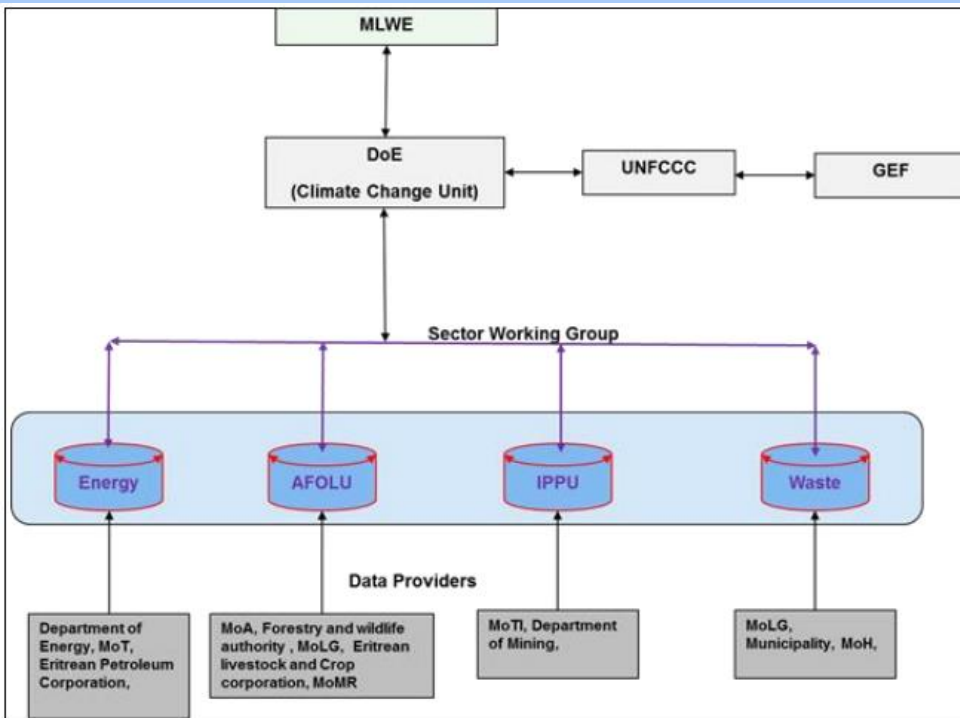 MLWE
DoE
(Climate Change Unit)
UNFCCC
GEF
Sector Working Group
Energy
AFOLU
IPPU
Waste
Data Providers
Department of
Energy, MoT,
Eritrean Petroleum
Corporation,
MoA, Forestry and wildlife
authority , MoLG, Eritrean
livestock and Crop
corporation, MoMR
MoTI, Department
of Mining,
MoLG,
Municipality, MoH,